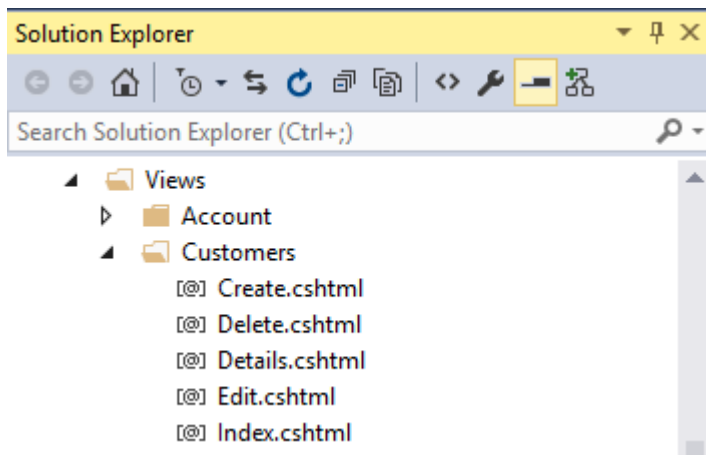 Solution Explorer
Search Solution Explorer (Ctrl+;)
Views
Account
Customers
[@] Create.cshtml
[@] Delete.cshtml
[@] Details.cshtml
[@] Edit.cshtml
[@] Index.cshtml